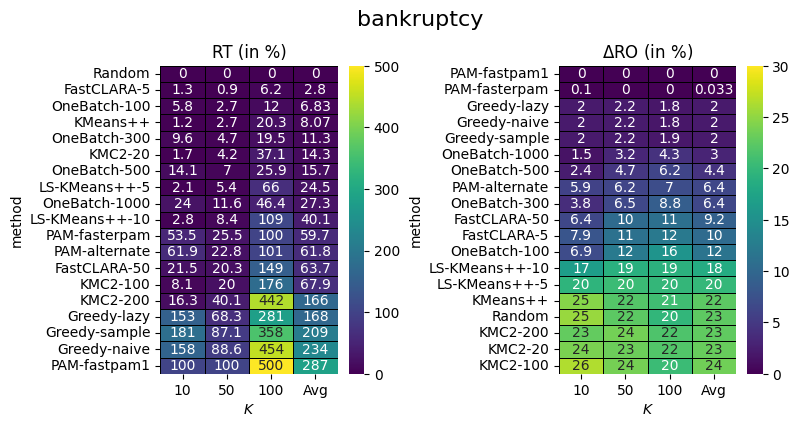 bankruptcy
RT (in %)
Random 0 0 0 0
FastCLARA-5 1.3 0.9 6.2 2.8
OneBatch-100 5.8 2.7 12 6.83
KMeans++ 1.2 2.7 20.3 8.07
OneBatch-300 9.6 4.7 19.5 11.3
KMC2-20 1.7 4.2 37.1 14.3
OneBatch-500 14.1 7 25.9 15.7
LS-KMeans++-5 2.1 5.4 66 24.5
OneBatch-1000 24 11.6 46.4 27.3
LS-KMeans++-10 2.8 8.4 109 40.1
PAM-fasterpam 53.5 25.5 100 59.7
PAM-alternate 61.9 22.8 101 61.8
FastCLARA-50 21.5 20.3 149 63.7
KMC2-100 8.1 20 176 67.9
KMC2-200 16.3 40.1 442 166
Greedy-lazy 153 68.3 281 168
Greedy-sample 181 87.1 358 209
Greedy-naive 158 88.6 454 234
PAM-fastpam1 100 100 500 287
10 50 100 Avg
K
method
500
400
300
200
100
0
ΔRO (in %)
PAM-fastpam1 0 0 0 0
PAM-fasterpam 0.1 0 0 0.033
Greedy-lazy 2 2.2 1.8 2
Greedy-naive 2 2.2 1.8 2
Greedy-sample 2 2.2 1.9 2
OneBatch-1000 1.5 3.2 4.3 3
OneBatch-500 2.4 4.7 6.2 4.4
PAM-alternate 5.9 6.2 7 6.4
OneBatch-300 3.8 6.5 8.8 6.4
FastCLARA-50 6.4 10 11 9.2
FastCLARA-5 7.9 11 12 10
OneBatch-100 6.9 12 16 12
LS-KMeans++-10 17 19 19 18
LS-KMeans++-5 20 20 20 20
KMeans++ 25 22 21 22
Random 25 22 20 23
KMC2-200 23 24 22 23
KMC2-20 24 23 22 23
KMC2-100 26 24 20 24
10 50 100 Avg
K
method
30
25
20
15
10
5
0